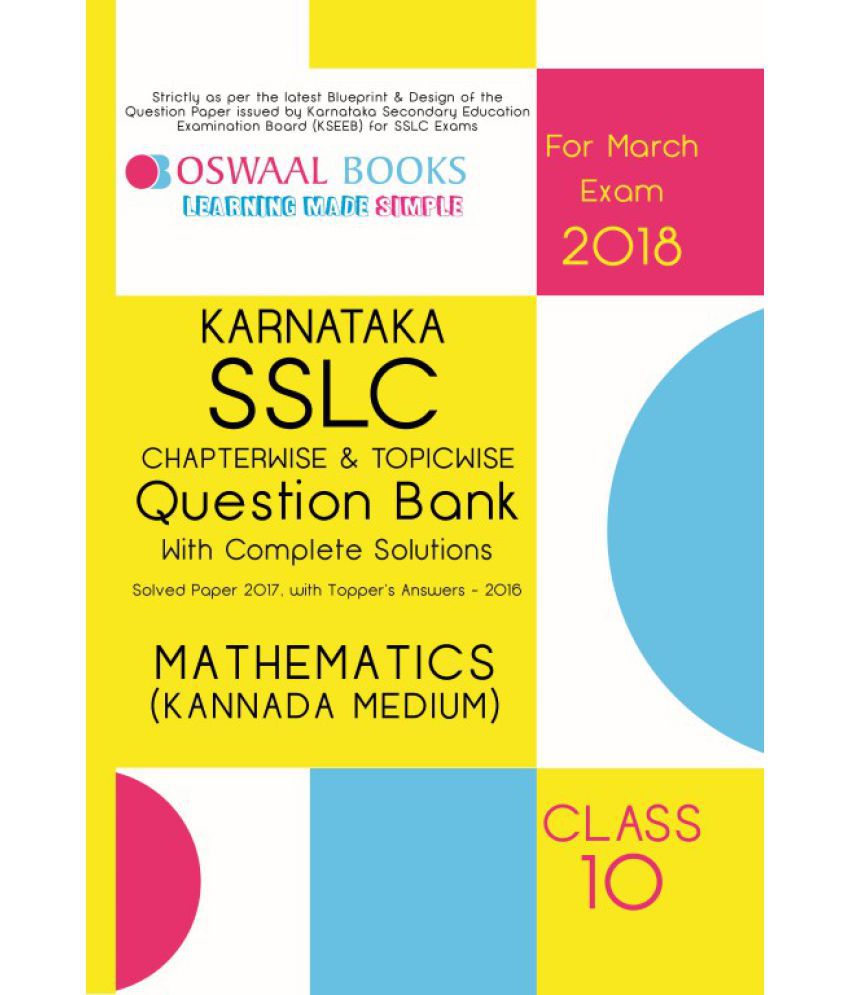 Strictly as per the latest Blueprint & Design of the
Question Paper issued by Karnataka Secondary Education
Examination Board (KSEEB) for SSLC Exams
OSWAAL BOOKS
LEARNING MADE SIMPLE
For March
Exam
2018
KARNATAKA
SSLC
CHAPTERWISE & TOPICWISE
Question Bank
With Complete Solutions
Solved Paper 2017, with Topper's Answers - 2016
MATHEMATICS
(KANNADA MEDIUM)
CLASS
10